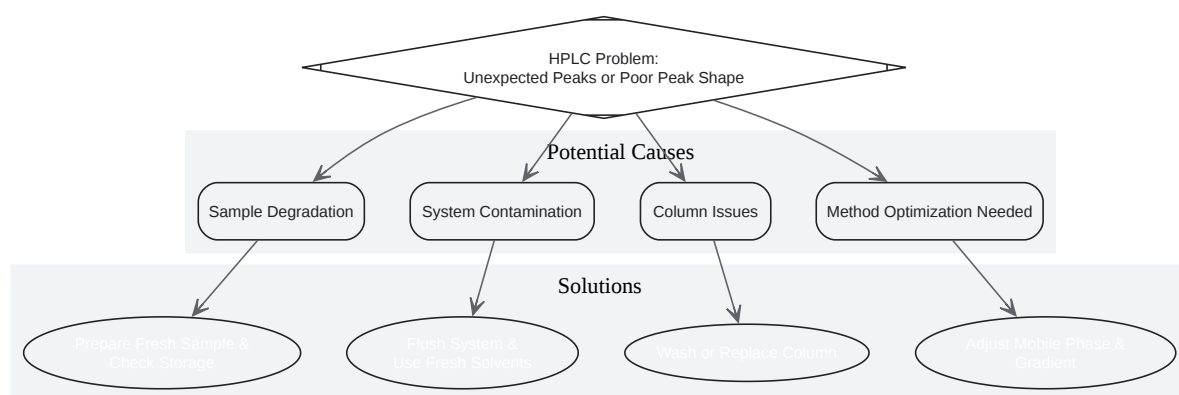 HPLC Problem:
Unexpected Peaks or Poor Peak Shape
Potential Causes
Sample Degradation
System Contamination
Column Issues
Method Optimization Needed
Solutions
Prepare Fresh Sample &
Check Storage
Flush System &
Use Fresh Solvents
Wash or Replace Column
Adjust Mobile Phase &
Gradient